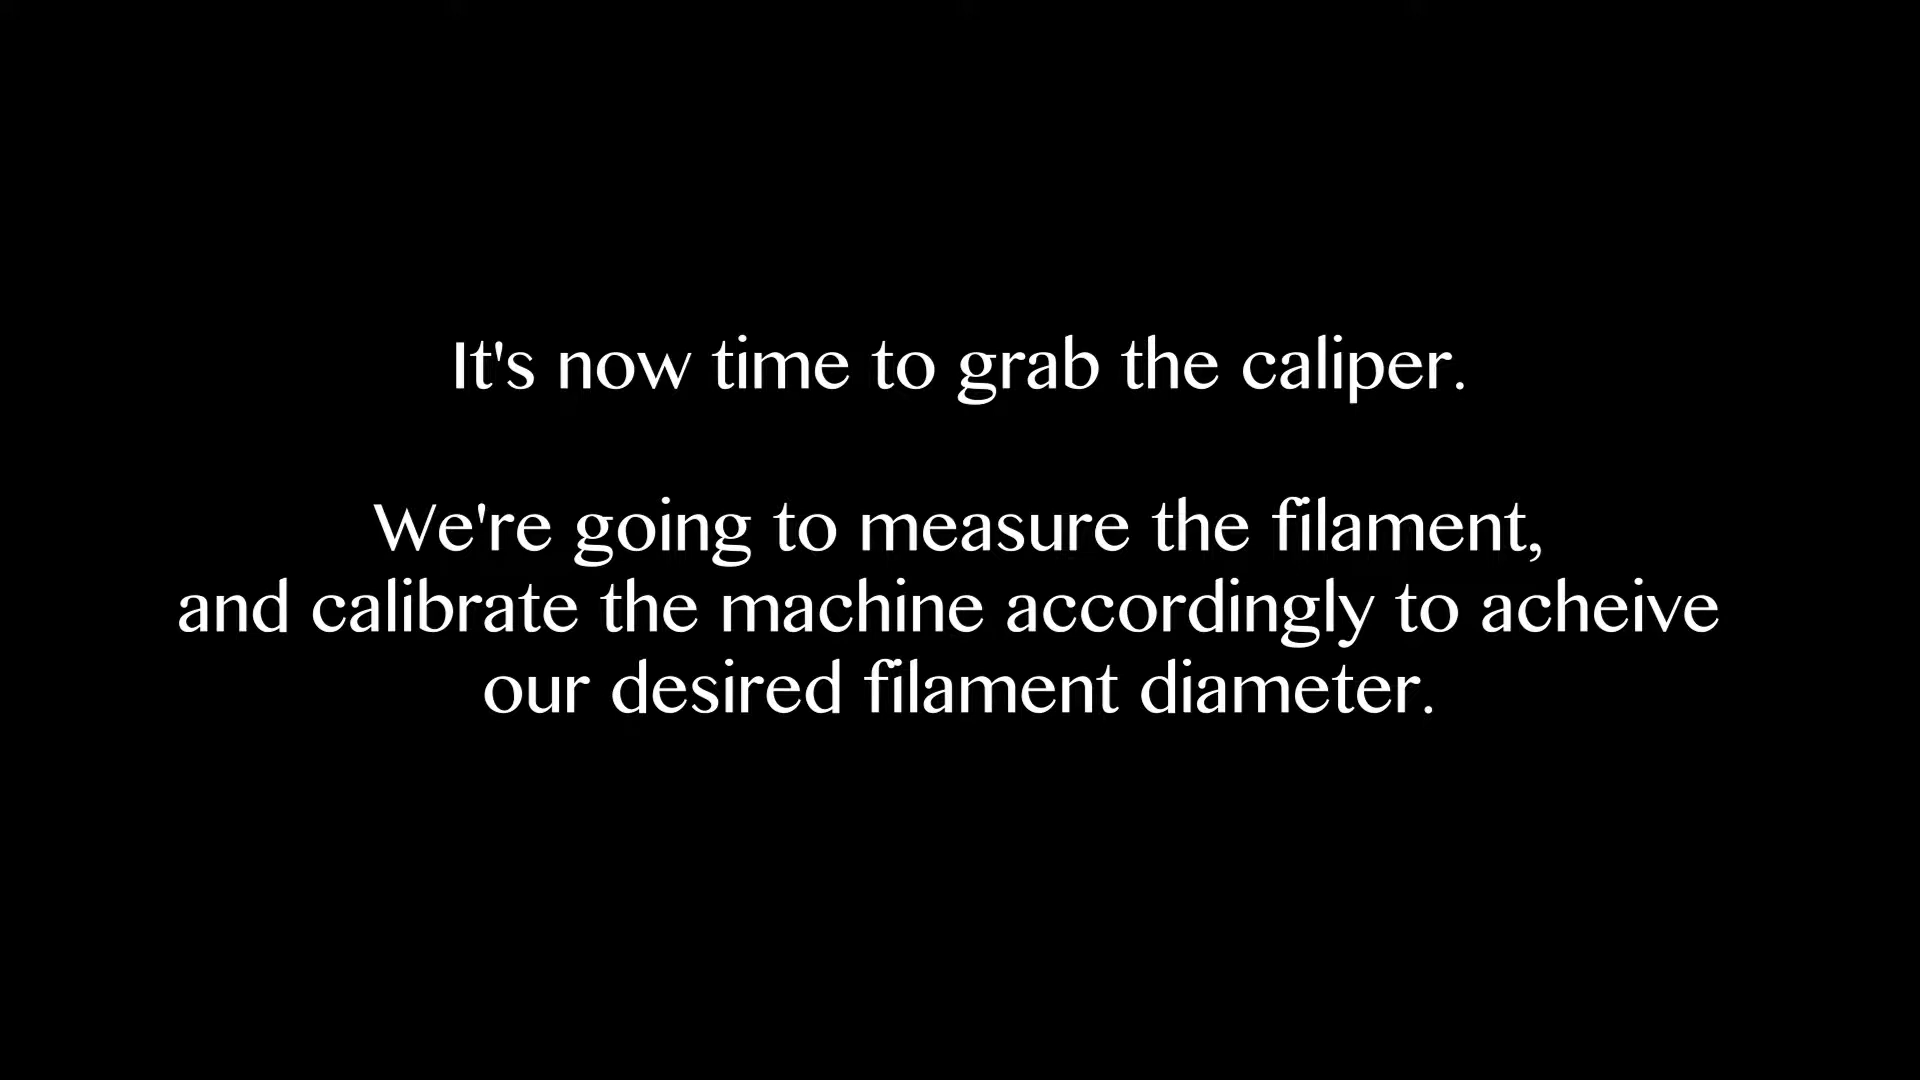 It's now time to grab the caliper.
We're going to measure the filament,
and calibrate the machine accordingly to acheive
our desired filament diameter.